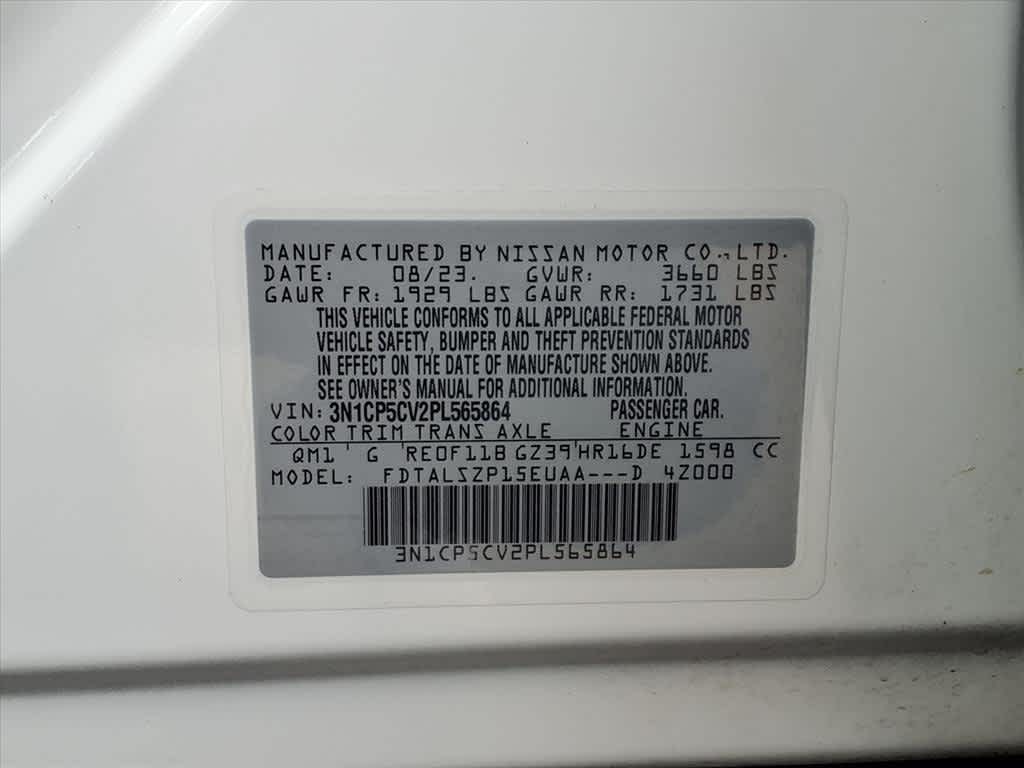 MANUFACTURED BY NISSAN MOTOR CO., LTD.
DATE: 08/23. GVWR: 3660 LBS
GAWR FR: 1929 LBS GAWR RR: 1731 LBS
THIS VEHICLE CONFORMS TO ALL APPLICABLE FEDERAL MOTOR
VEHICLE SAFETY, BUMPER AND THEFT PREVENTION STANDARDS
IN EFFECT ON THE DATE OF MANUFACTURE SHOWN ABOVE.
SEE OWNER'S MANUAL FOR ADDITIONAL INFORMATION.
VIN: 3N1CP5CV2PL565864 PASSENGER CAR.
COLOR TRIM TRANS AXLE ENGINE
QM1 ' G 'RE0F11B GZ39'HR16DE 1598 CC
MODEL: FDTALSZP15EUAA---D 4Z000
3N1CP5CV2PL565864